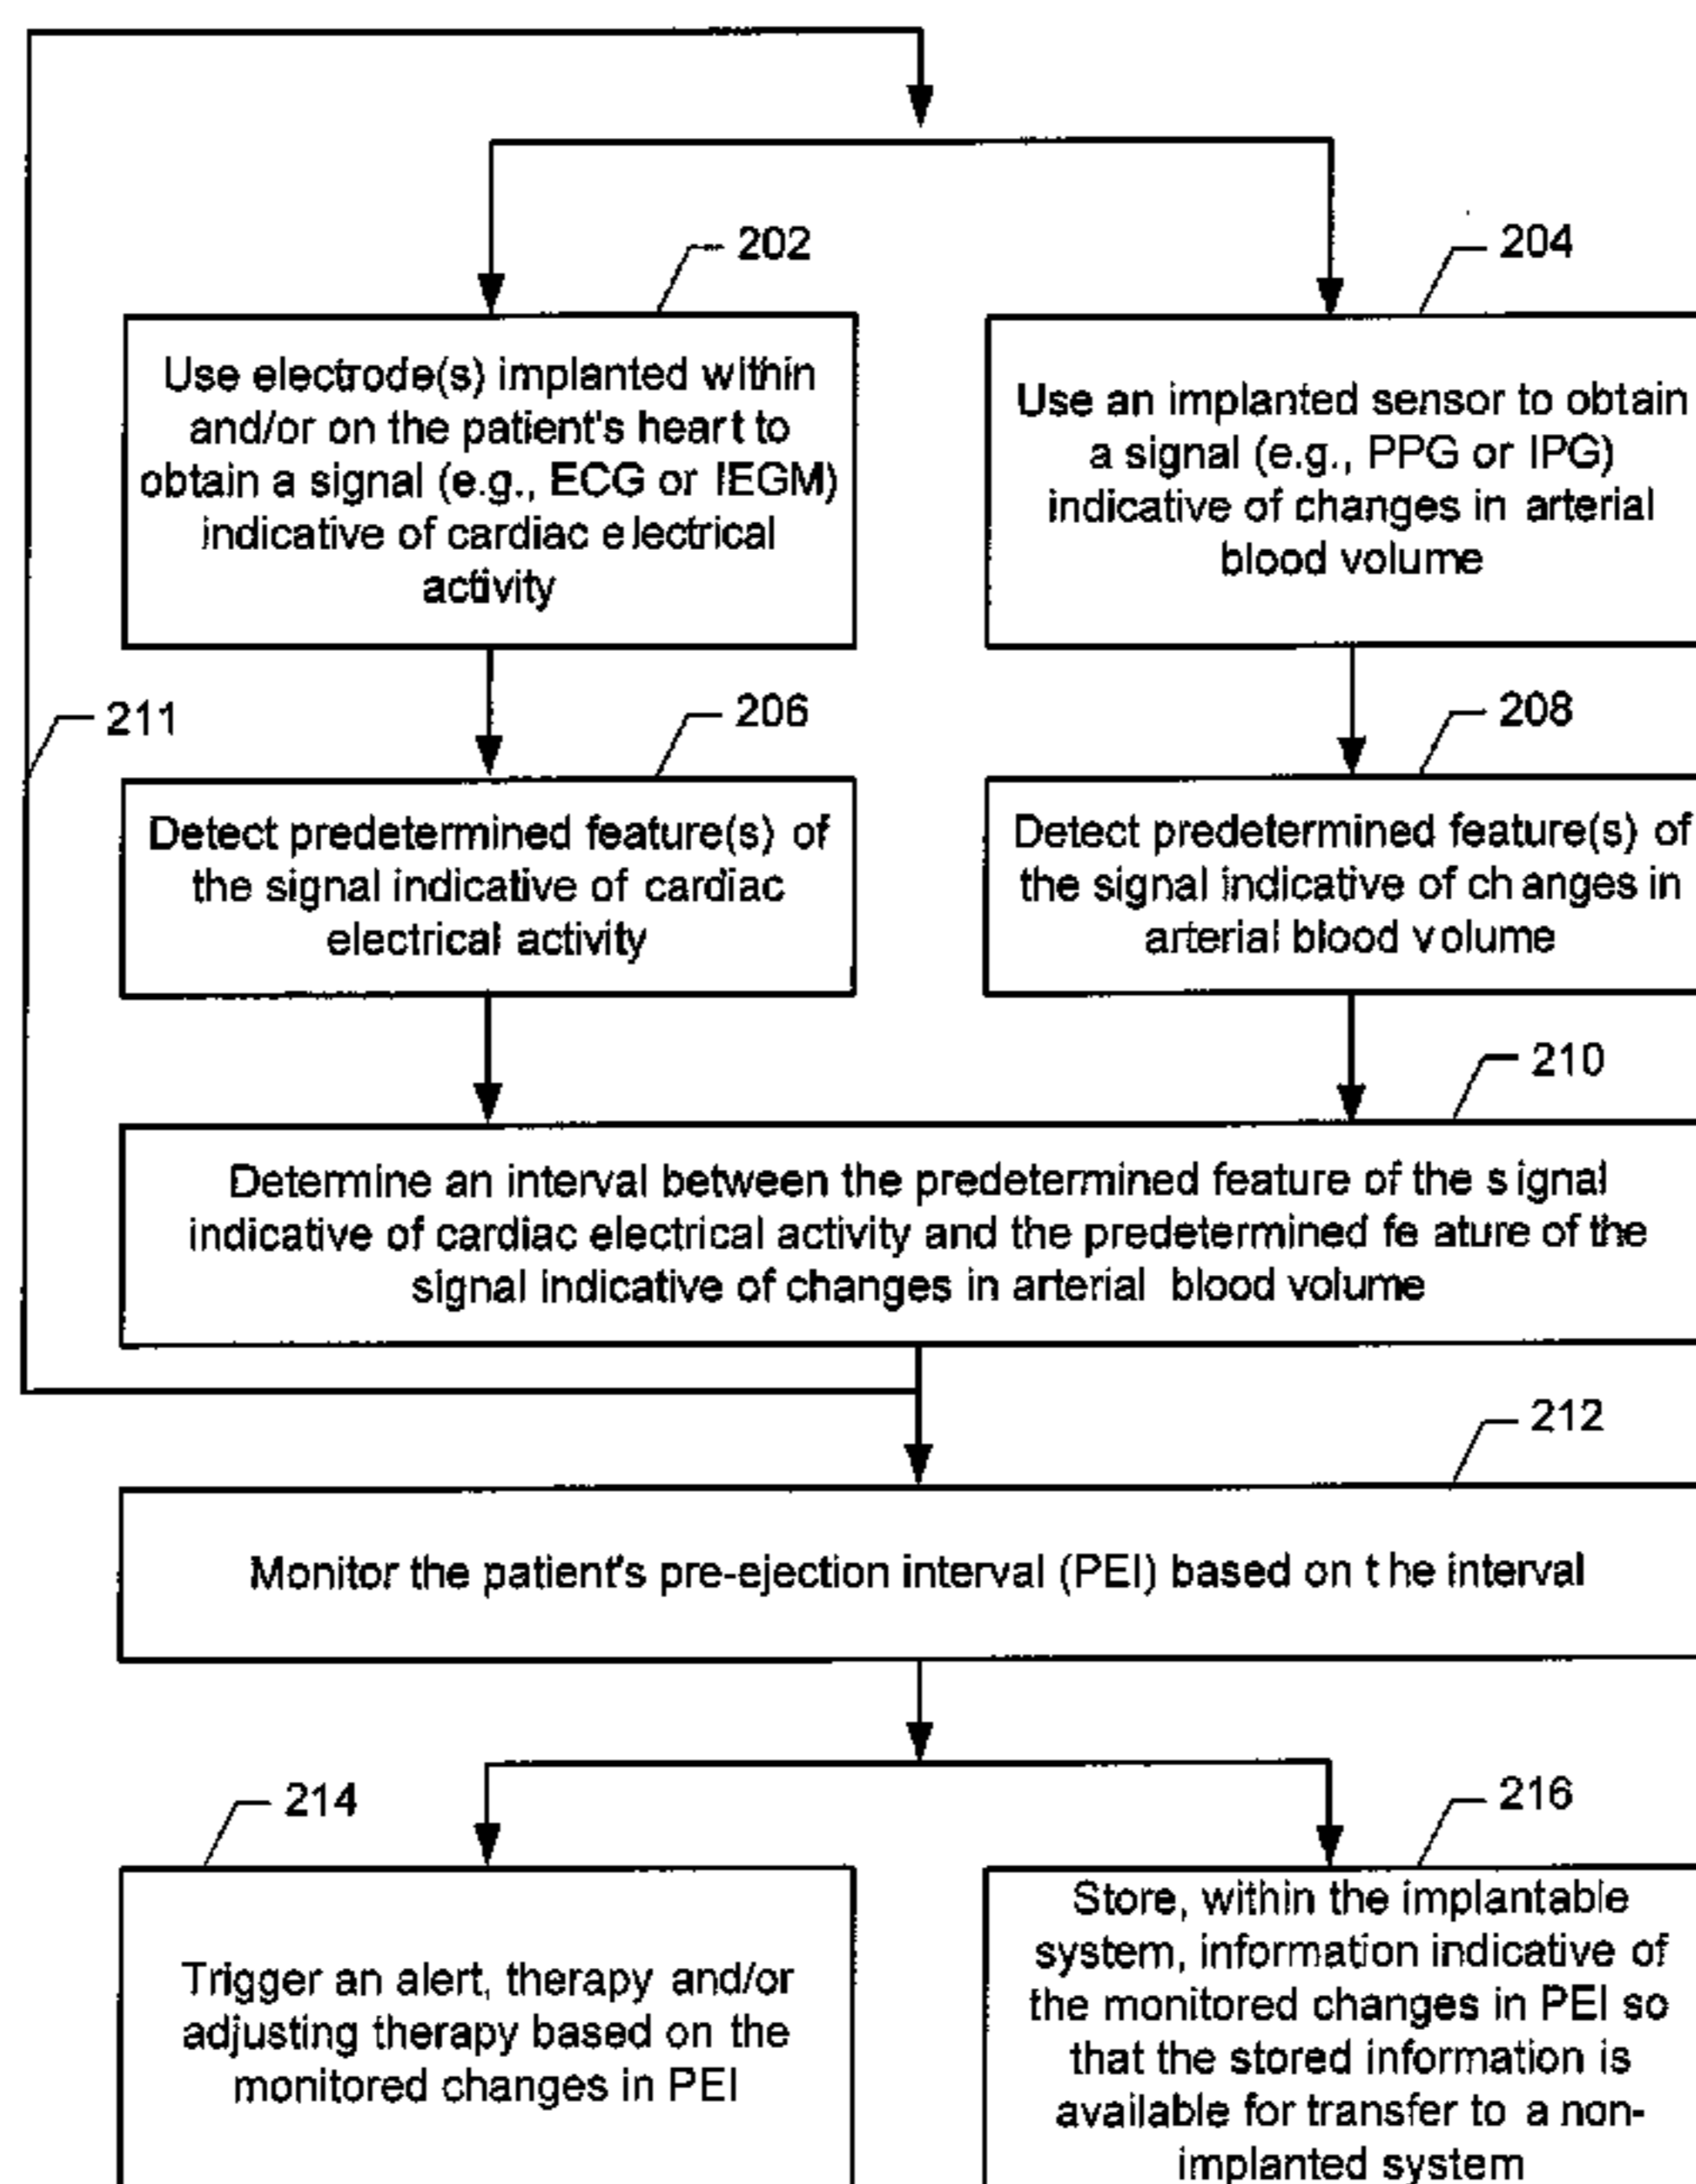 202
204
Use electrode(s) implanted within
and/or on the patient's heart to
obtain a signal (e.g., ECG or IEGM)
indicative of cardiac electrical
activity
Use an implanted sensor to obtain
a signal (e.g., PPG or IPG)
indicative of changes in arterial
blood volume
211
206
208
Detect predetermined feature(s) of
the signal indicative of cardiac
electrical activity
Detect predetermined feature(s) of
the signal indicative of changes in
arterial blood volume
210
Determine an interval between the predetermined feature of the signal
indicative of cardiac electrical activity and the predetermined feature of the
signal indicative of changes in arterial blood volume
212
Monitor the patient's pre-ejection interval (PEI) based on the interval
214
216
Trigger an alert, therapy and/or
adjusting therapy based on the
monitored changes in PEI
Store, within the implantable
system, information indicative of
the monitored changes in PEI so
that the stored information is
available for transfer to a non-
implanted system